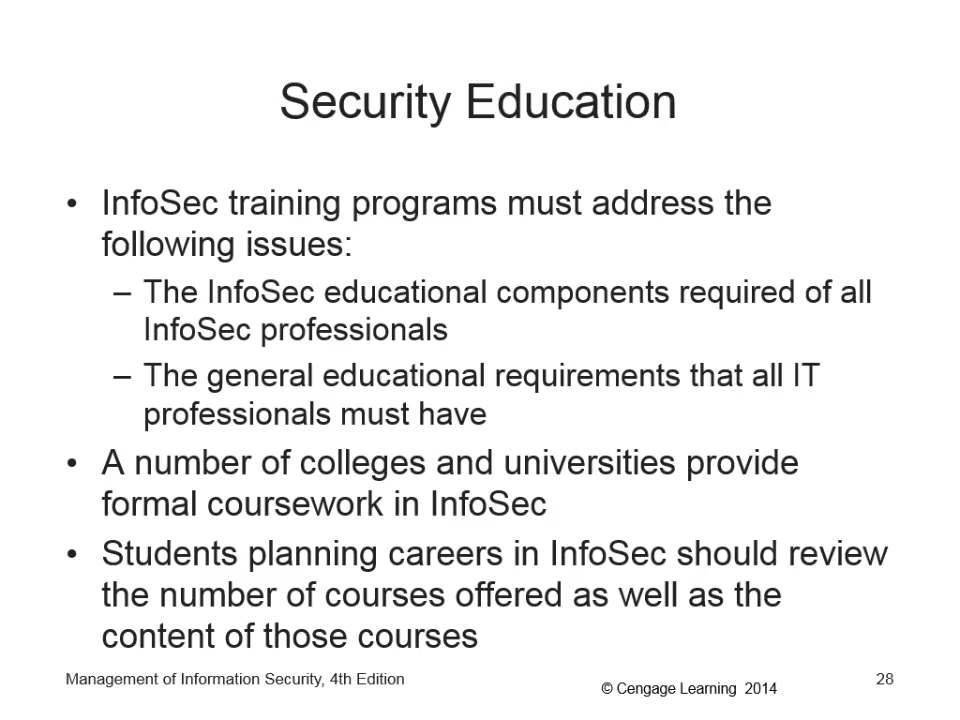 Security Education
• InfoSec training programs must address the
following issues:
– The InfoSec educational components required of all
InfoSec professionals
– The general educational requirements that all IT
professionals must have
• A number of colleges and universities provide
formal coursework in InfoSec
• Students planning careers in InfoSec should review
the number of courses offered as well as the
content of those courses
Management of Information Security, 4th Edition
© Cengage Learning 2014
28